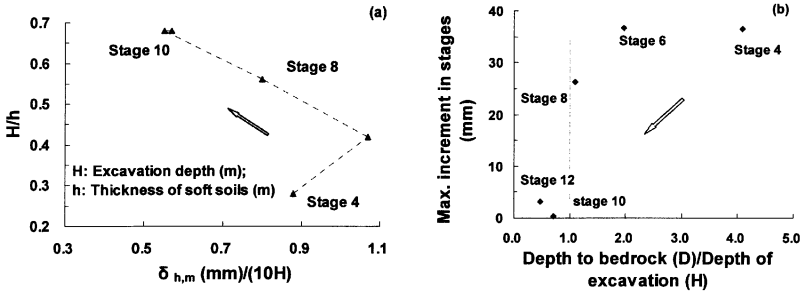 (a)
0.7
0.6
0.5
0.4
0.3
0.2
H/h
Stage 10
Stage 8
Stage 4
H: Excavation depth (m);
h: Thickness of soft soils (m)
0.3 0.5 0.7 0.9 1.1
δ h,m (mm)/(10H)
(b)
40
30
20
10
0
Max. increment in stages
(mm)
Stage 6
Stage 4
Stage 8
Stage 12
stage 10
0.0 1.0 2.0 3.0 4.0 5.0
Depth to bedrock (D)/Depth of
excavation (H)